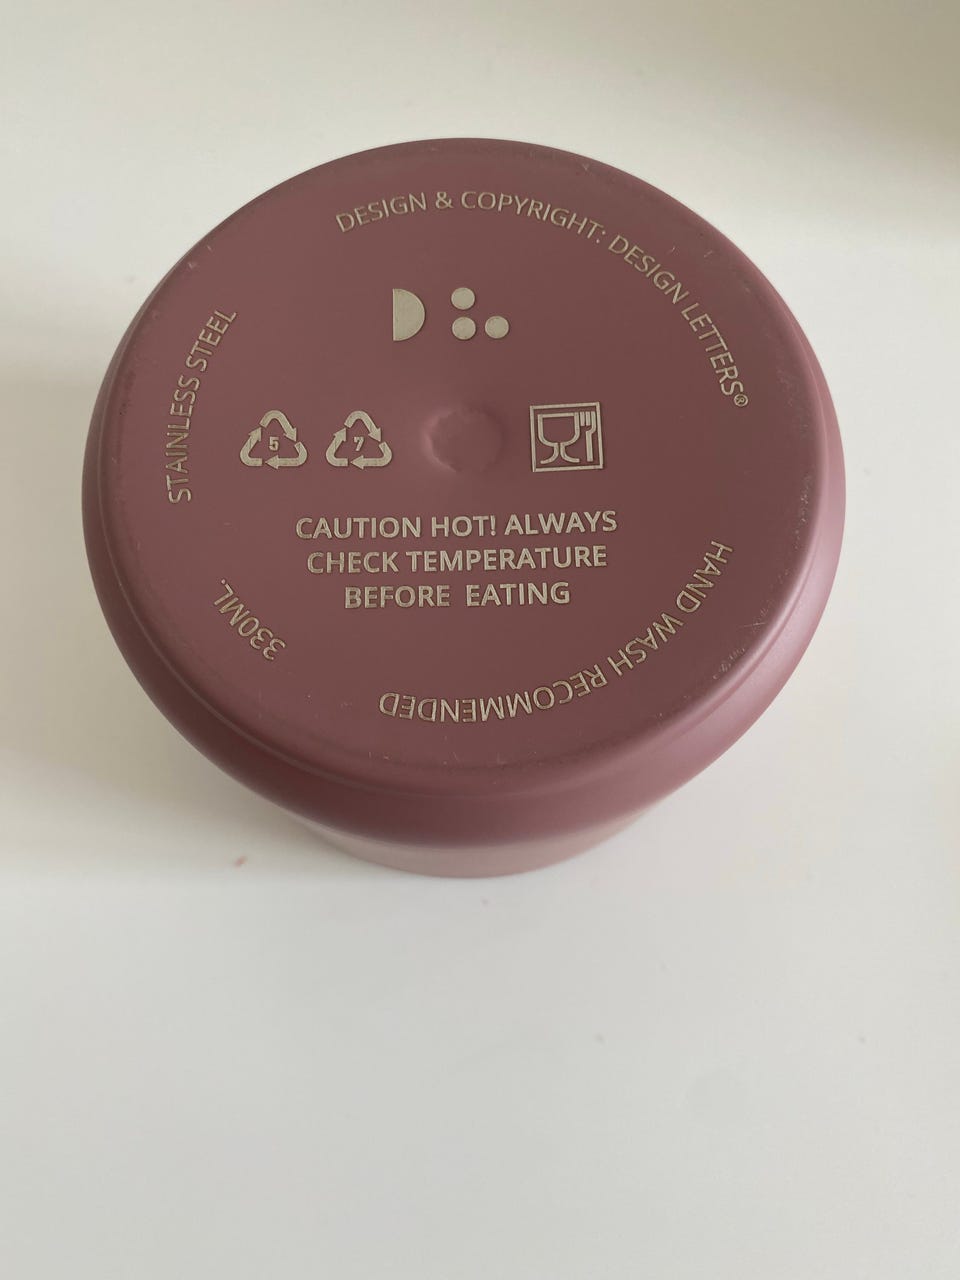 DESIGN & COPYRIGHT: DESIGN LETTERS®
STAINLESS STEEL
5 7
CAUTION HOT! ALWAYS
CHECK TEMPERATURE
BEFORE EATING
330ML.
HAND WASH RECOMMENDED